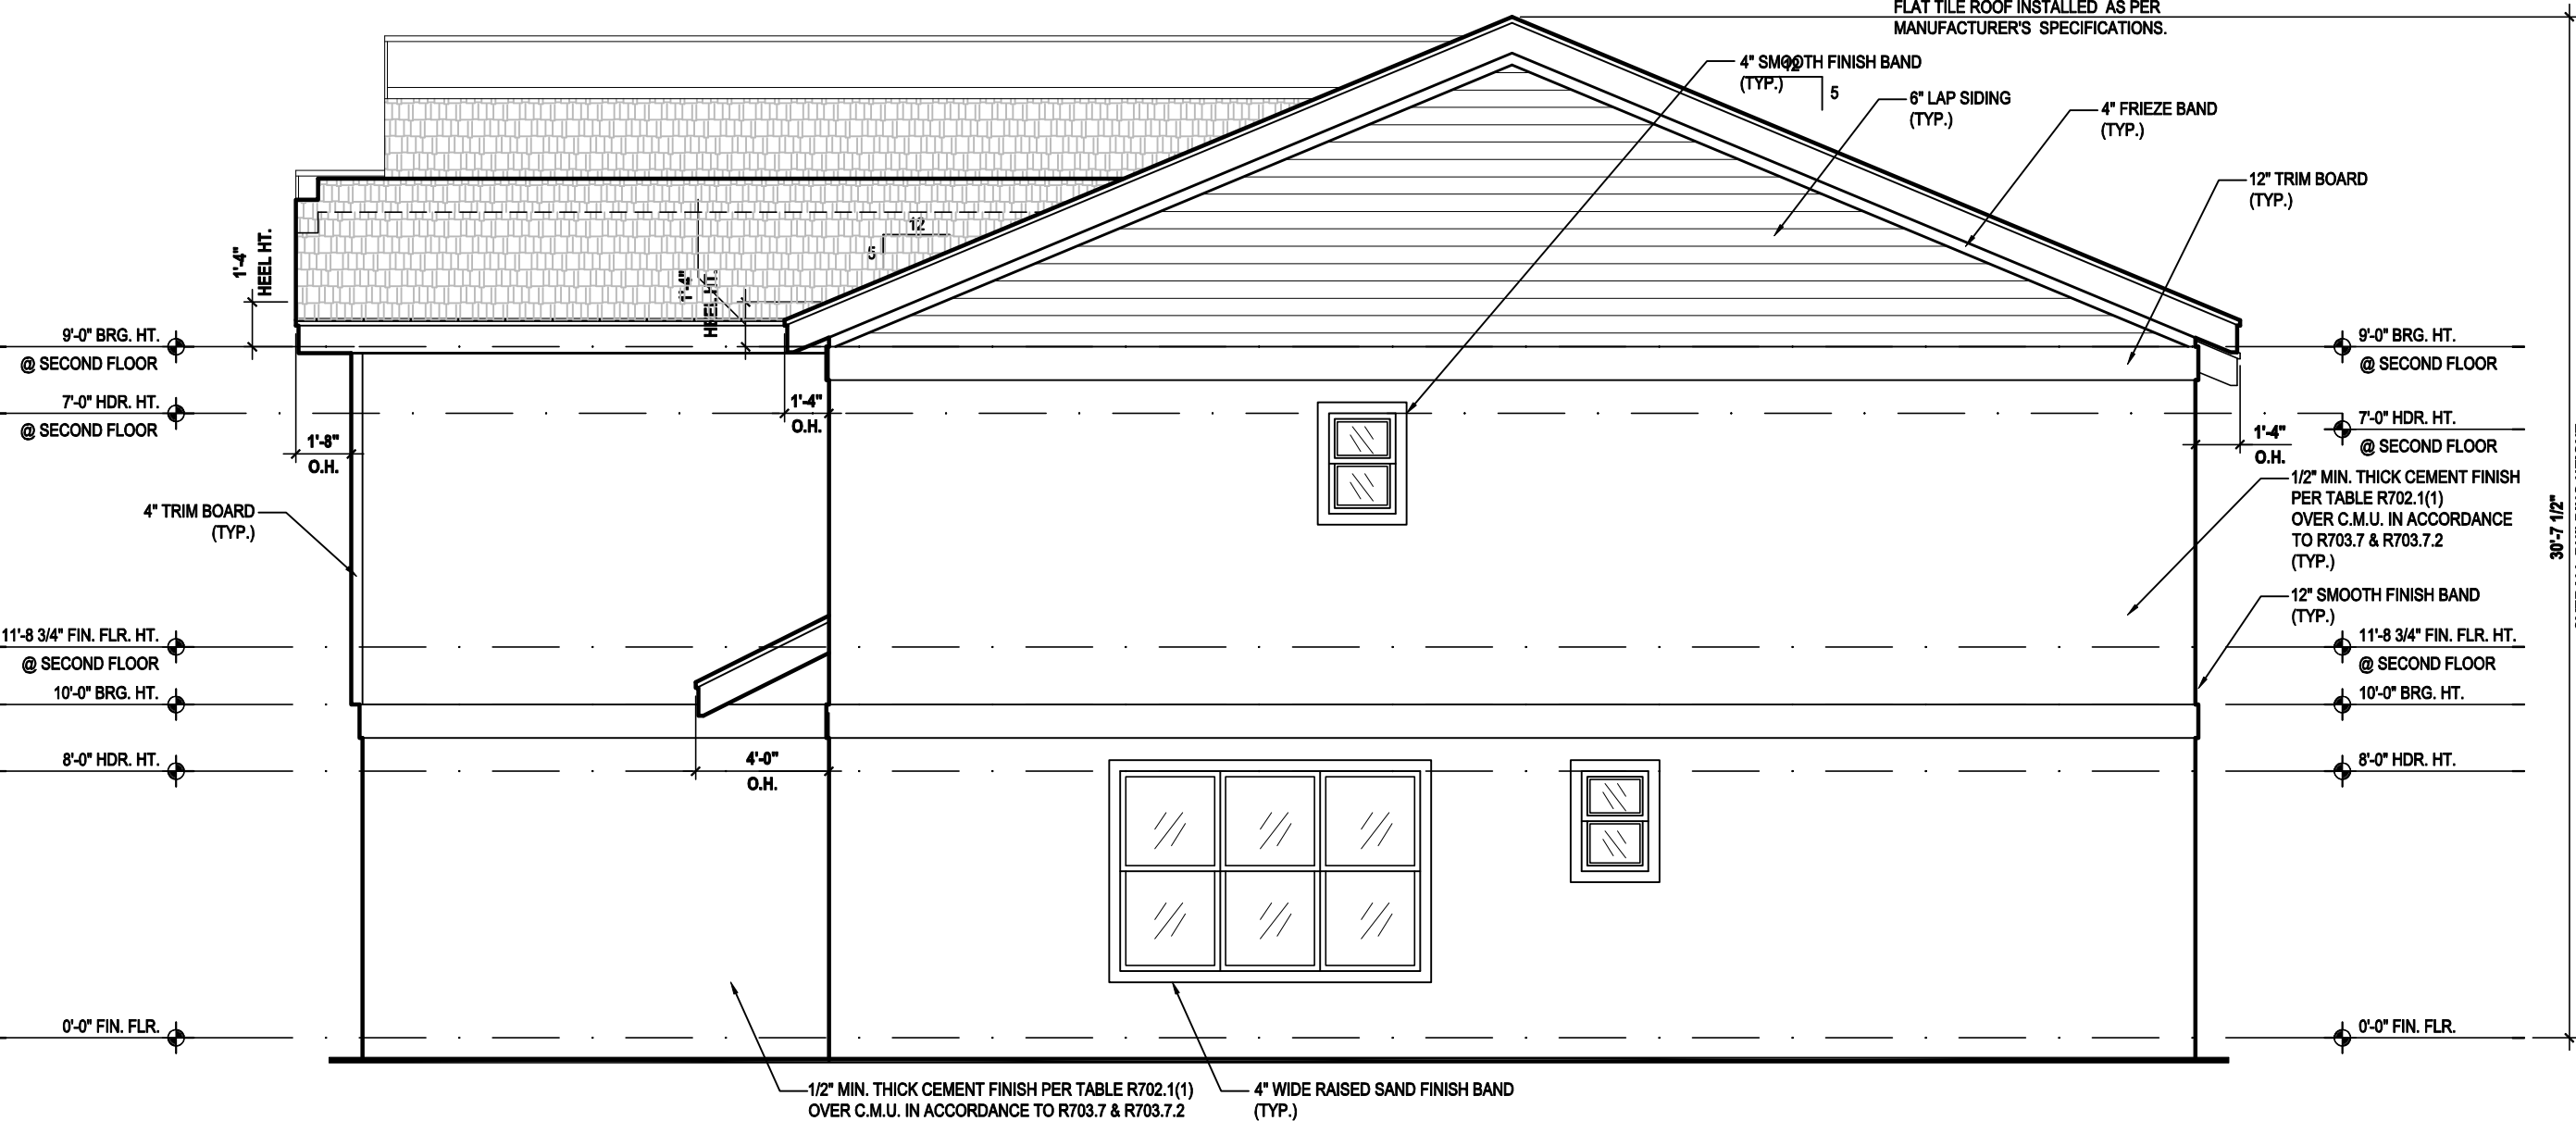 FLAT TILE ROOF INSTALLED AS PER
MANUFACTURER'S SPECIFICATIONS.
4" SMOOTH FINISH BAND
(TYP.)
12
5
6" LAP SIDING
(TYP.)
4" FRIEZE BAND
(TYP.)
12" TRIM BOARD
(TYP.)
12
5
1'-4"
HEEL HT.
1'-4"
HEEL HT.
9'-0" BRG. HT.
@ SECOND FLOOR
9'-0" BRG. HT.
@ SECOND FLOOR
7'-0" HDR. HT.
@ SECOND FLOOR
7'-0" HDR. HT.
@ SECOND FLOOR
1'-8"
O.H.
1'-4"
O.H.
1'-4"
O.H.
1/2" MIN. THICK CEMENT FINISH
PER TABLE R702.1(1)
OVER C.M.U. IN ACCORDANCE
TO R703.7 & R703.7.2
(TYP.)
30'-7 1/2"
4" TRIM BOARD
(TYP.)
12" SMOOTH FINISH BAND
(TYP.)
11'-8 3/4" FIN. FLR. HT.
@ SECOND FLOOR
11'-8 3/4" FIN. FLR. HT.
@ SECOND FLOOR
10'-0" BRG. HT.
10'-0" BRG. HT.
8'-0" HDR. HT.
8'-0" HDR. HT.
4'-0"
O.H.
0'-0" FIN. FLR.
0'-0" FIN. FLR.
1/2" MIN. THICK CEMENT FINISH PER TABLE R702.1(1)
OVER C.M.U. IN ACCORDANCE TO R703.7 & R703.7.2
4" WIDE RAISED SAND FINISH BAND
(TYP.)